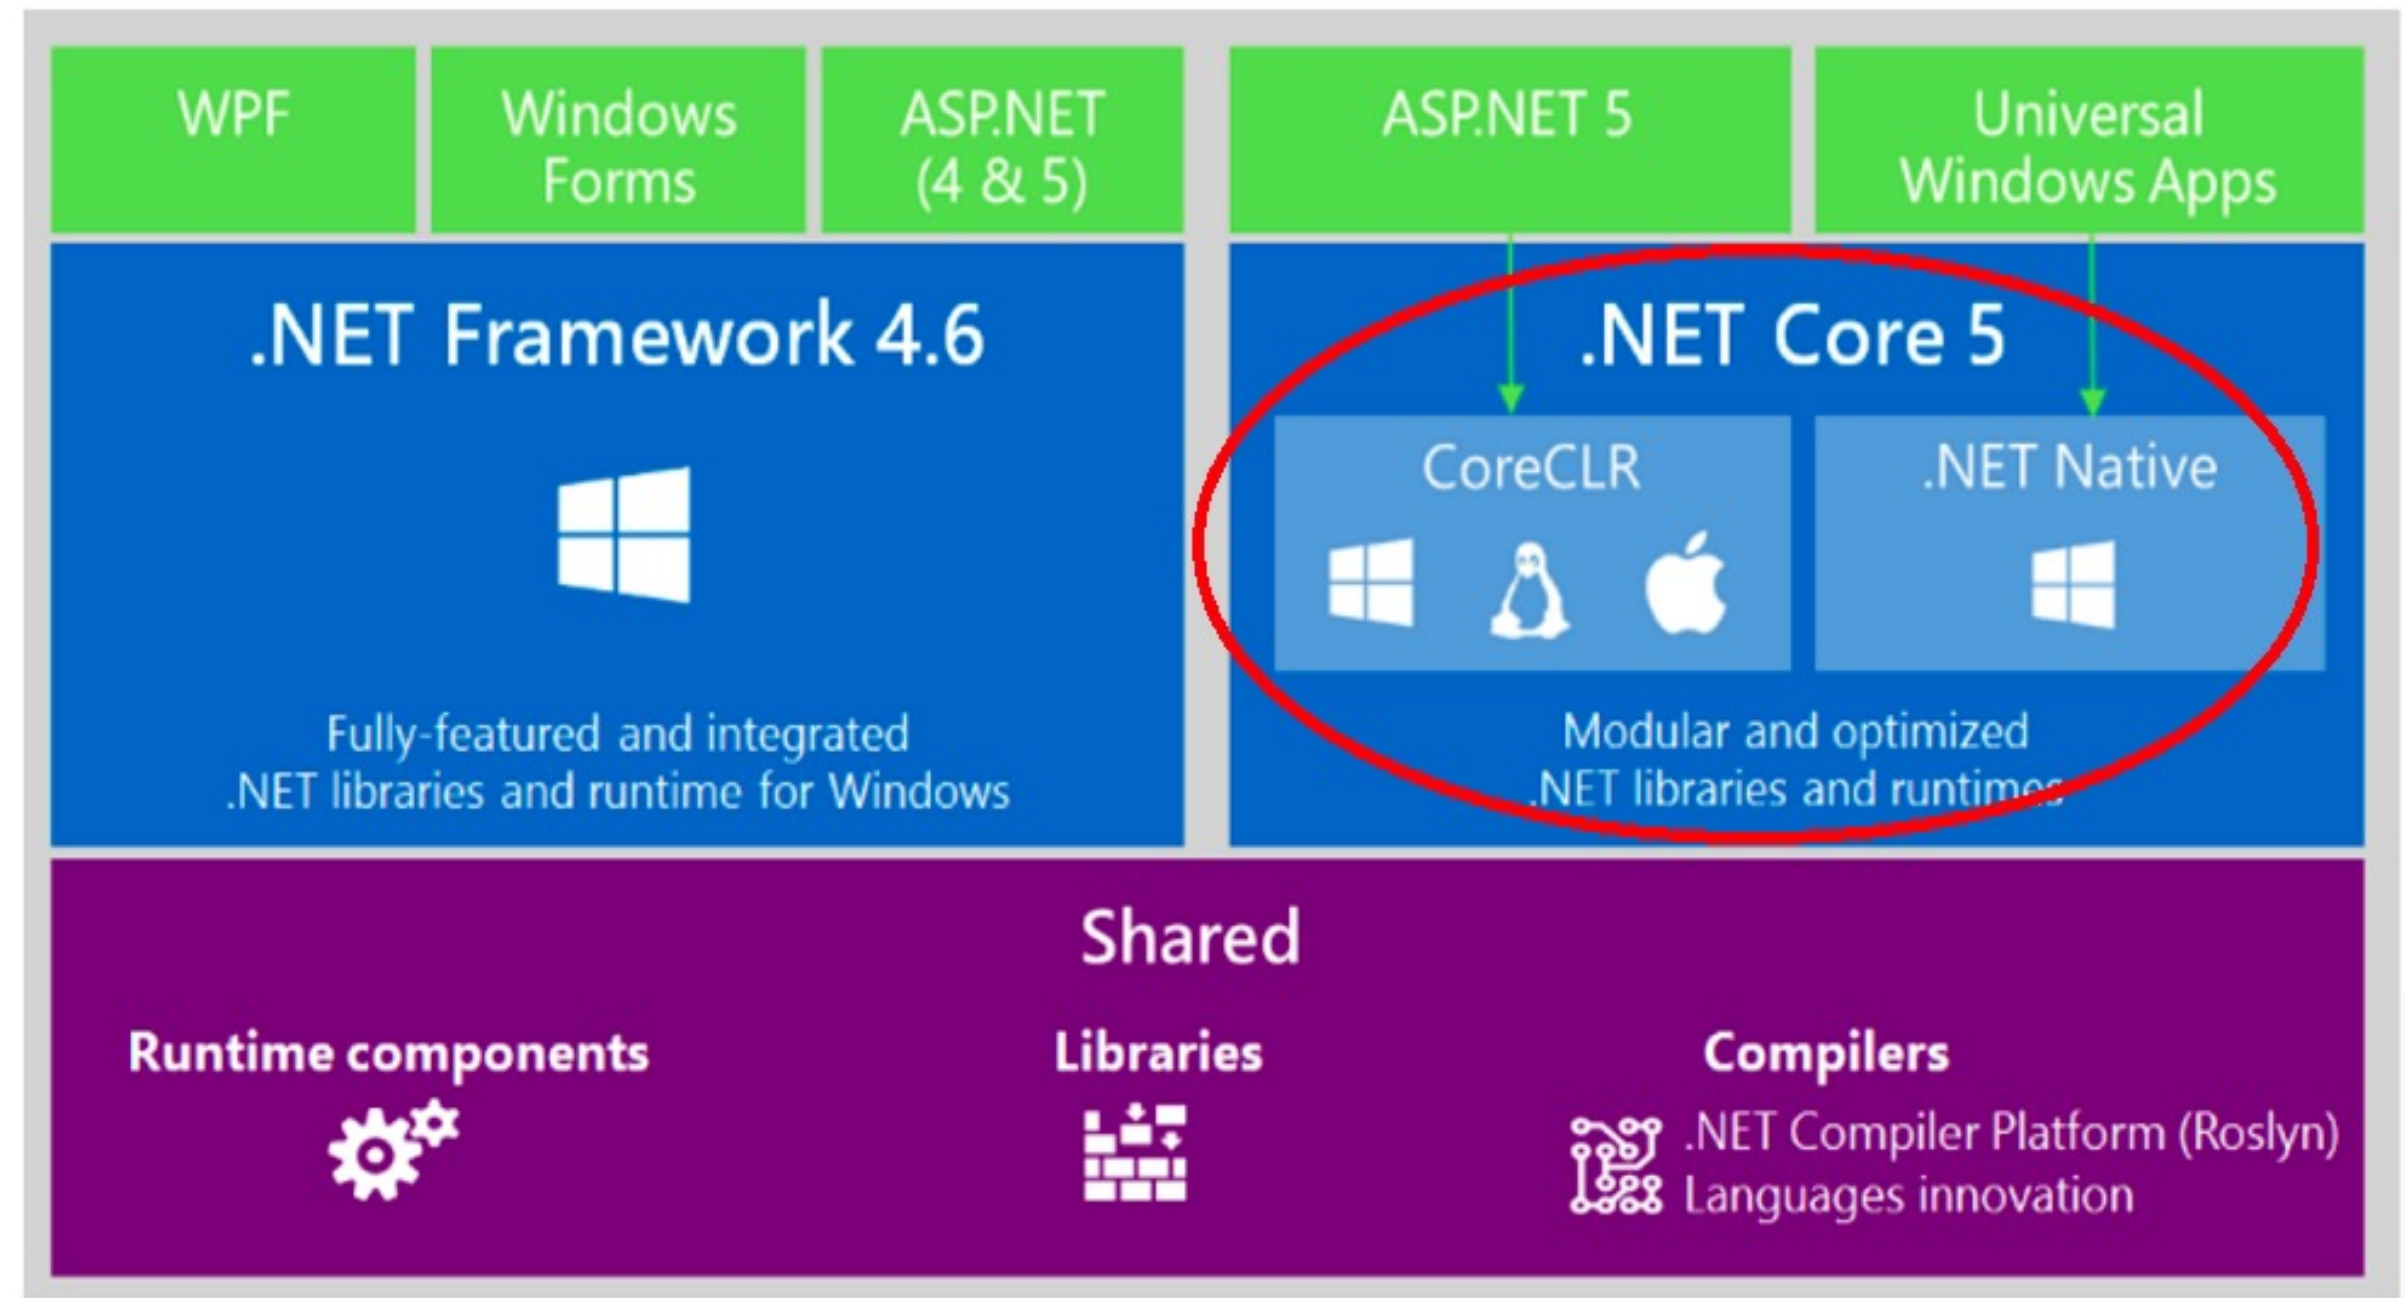 WPF
Windows
Forms
ASP.NET
(4 & 5)
ASP.NET 5
Universal
Windows Apps
.NET Framework 4.6
Fully-featured and integrated
.NET libraries and runtime for Windows
.NET Core 5
CoreCLR
.NET Native
Modular and optimized
.NET libraries and runtimes
Shared
Runtime components
Libraries
Compilers
.NET Compiler Platform (Roslyn)
Languages innovation